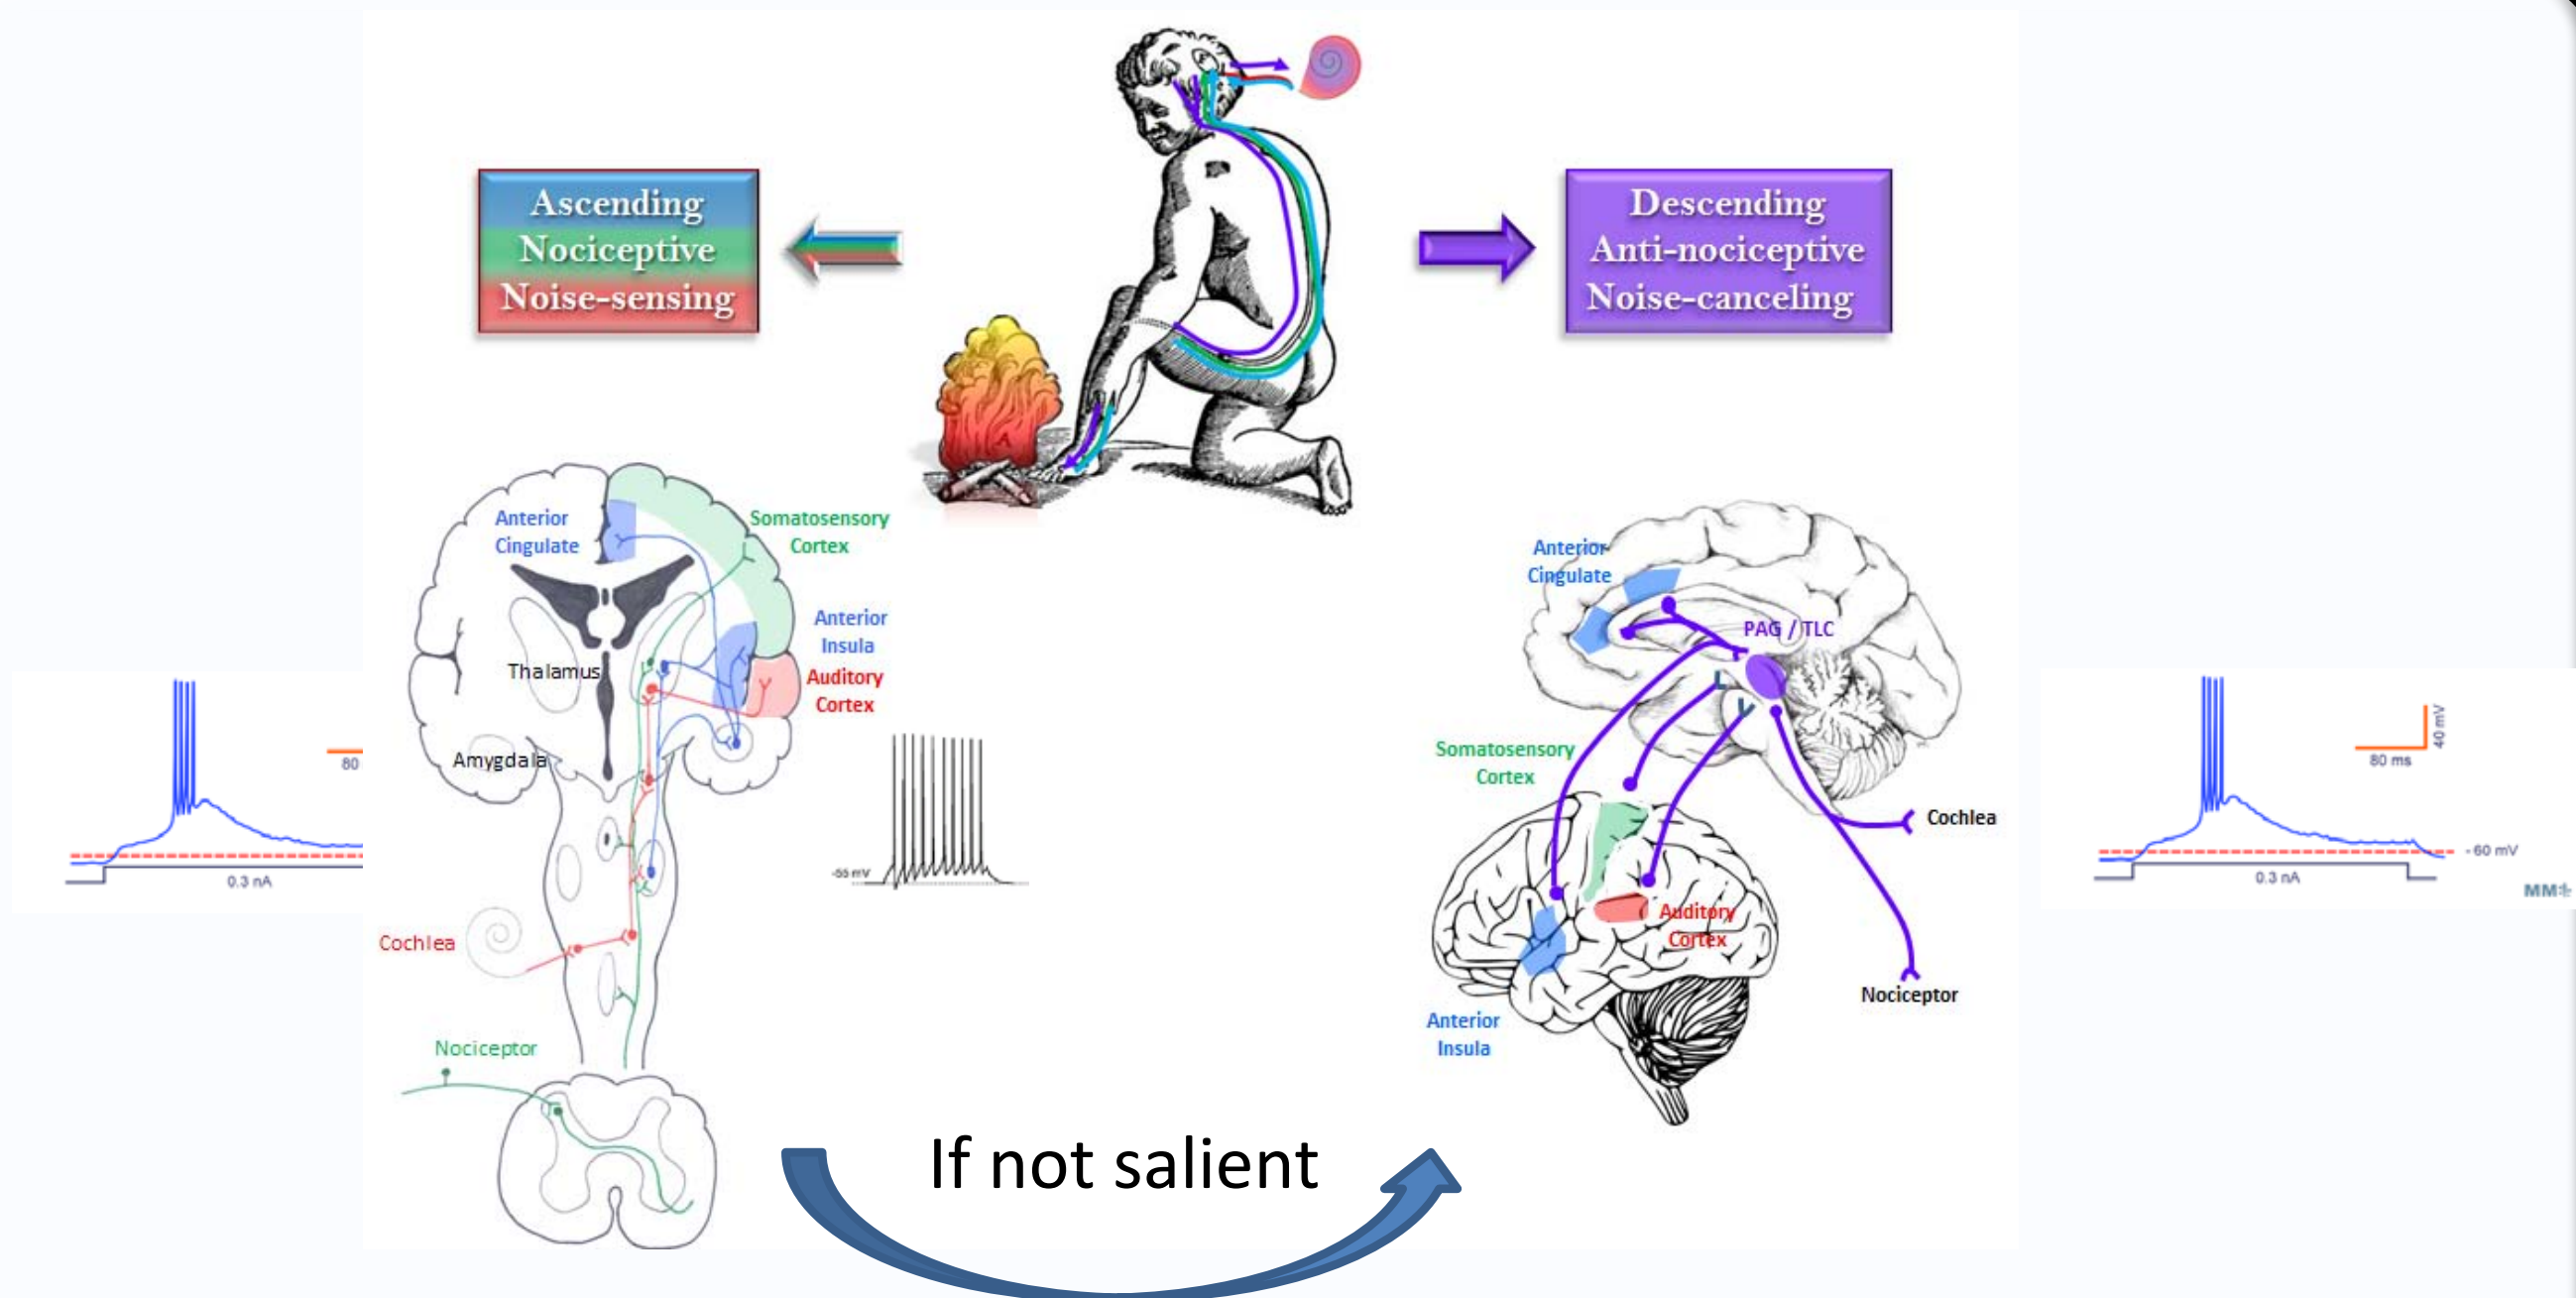 Ascending
Nociceptive
Noise-sensing
Descending
Anti-nociceptive
Noise-canceling
Anterior
Cingulate
Somatosensory
Cortex
Anterior
Insula
Thalamus
Auditory
Cortex
Amygdala
Cochlea
Nociceptor
80
0.3 nA
-55 mV
Anterior
Cingulate
PAG / TLC
Somatosensory
Cortex
Cochlea
Auditory
Cortex
Nociceptor
Anterior
Insula
40 mV
80 ms
-60 mV
0.3 nA
If not salient